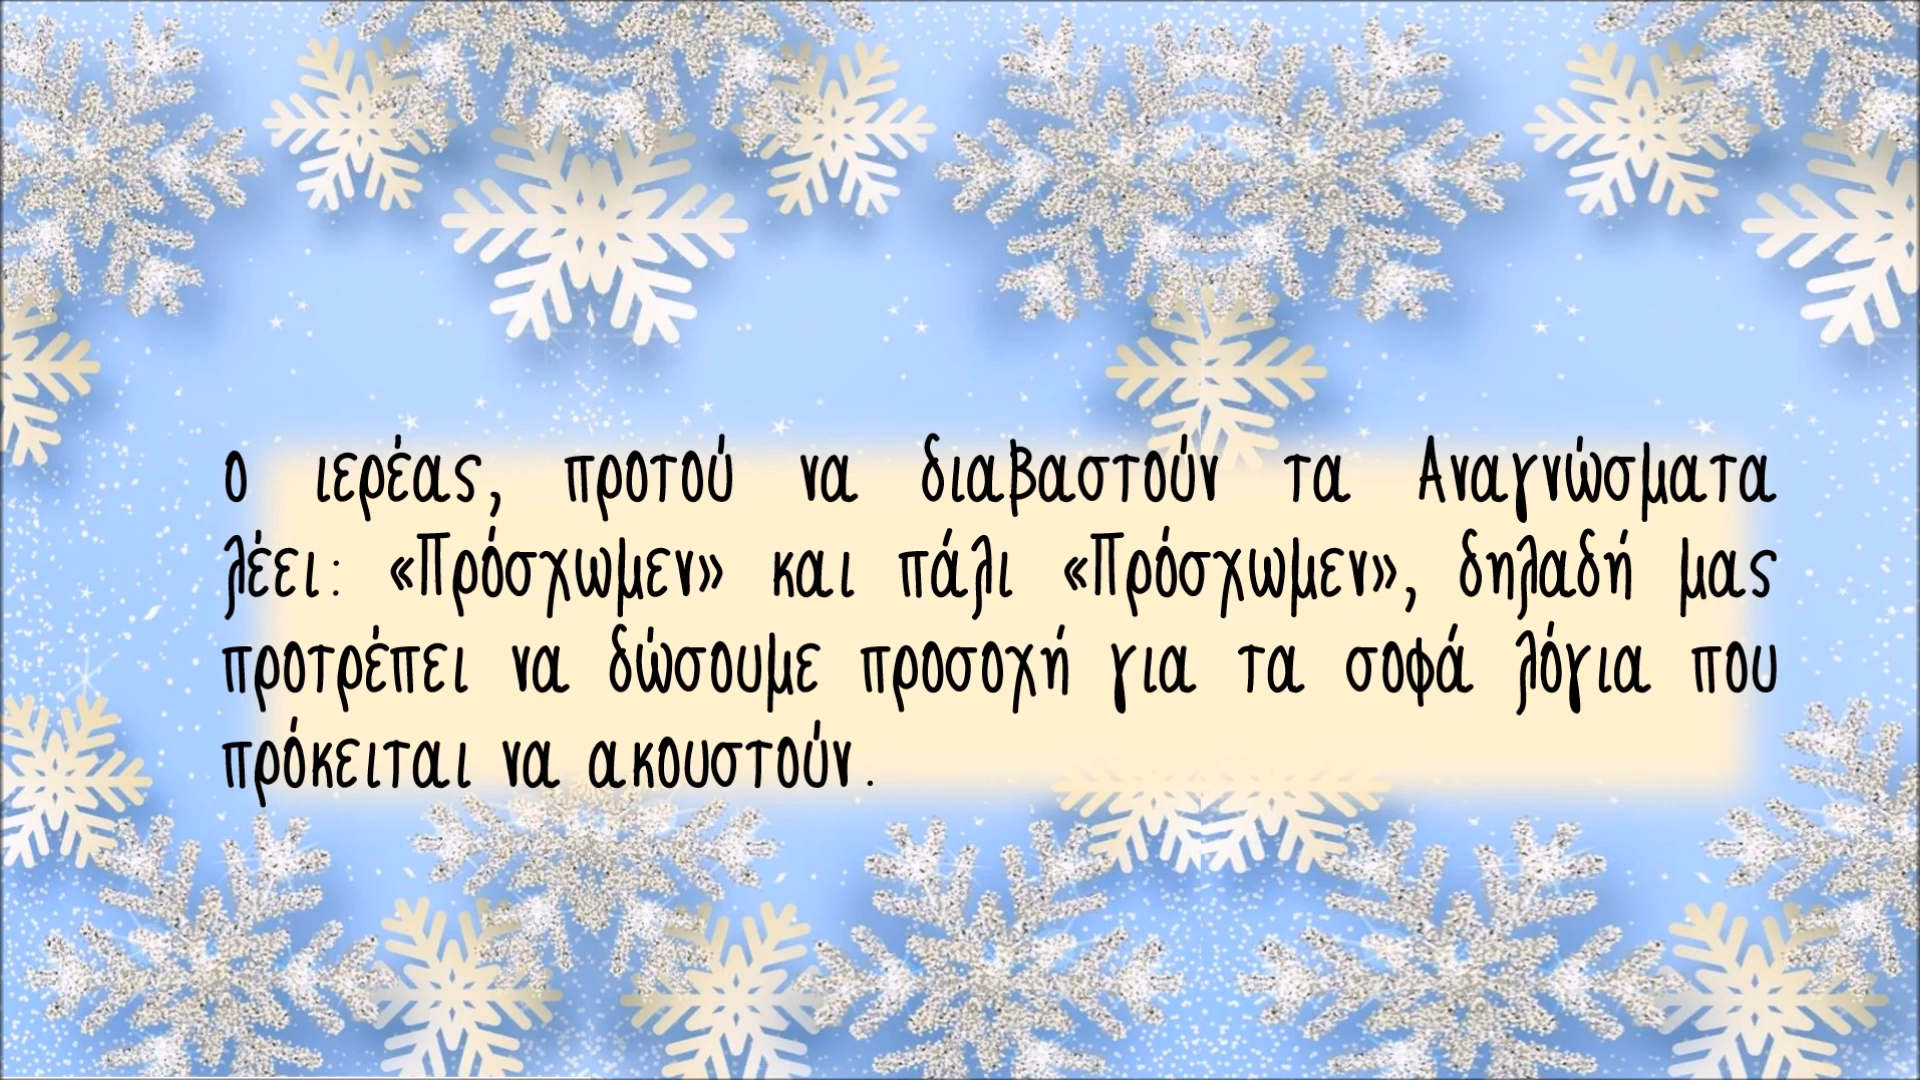 ο ιερέας, προτού να διαβαστούν τα Αναγνώσματα
λέει: «Πρόσχωμεν» και πάλι «Πρόσχωμεν», δηλαδή μας
προτρέπει να δώσουμε προσοχή για τα σοφά λόγια που
πρόκειται να ακουστούν.